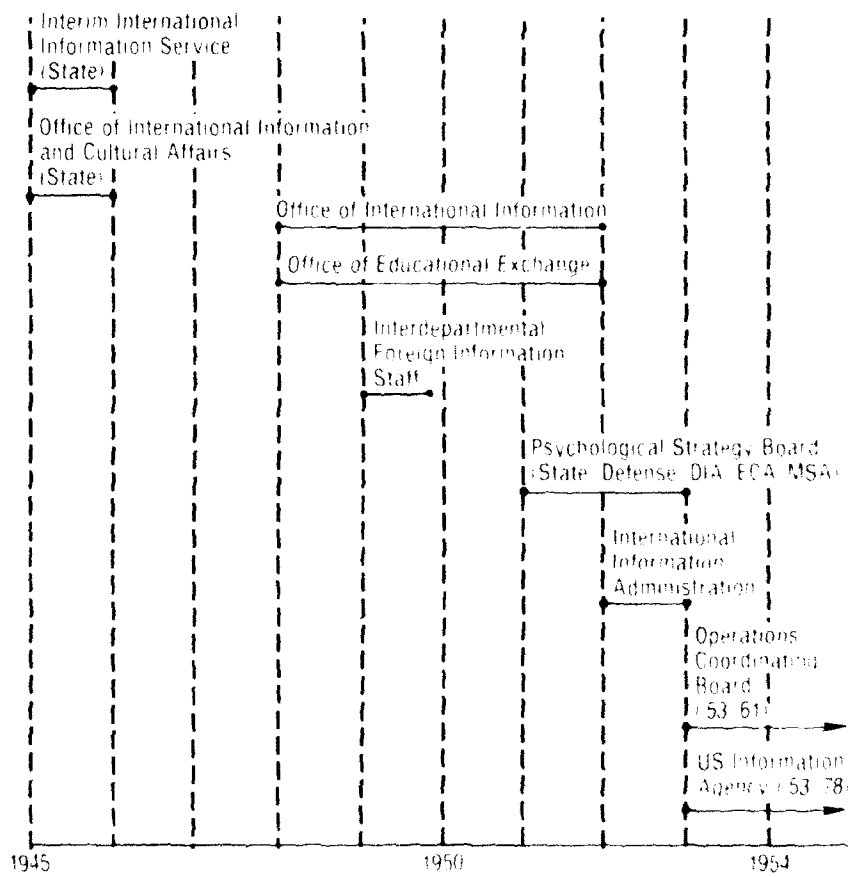 Interim International
Information Service
(State)
Office of International Information
and Cultural Affairs
(State)
Office of International Information
Office of Educational Exchange
Interdepartmental
Foreign Information
Staff
Psychological Strategy Board
(State Defense DIA ECA MSA)
International
Information
Administration
Operations
Coordinating
Board
(53 61)
US Information
Agency (53 78)
1945
1950
1954